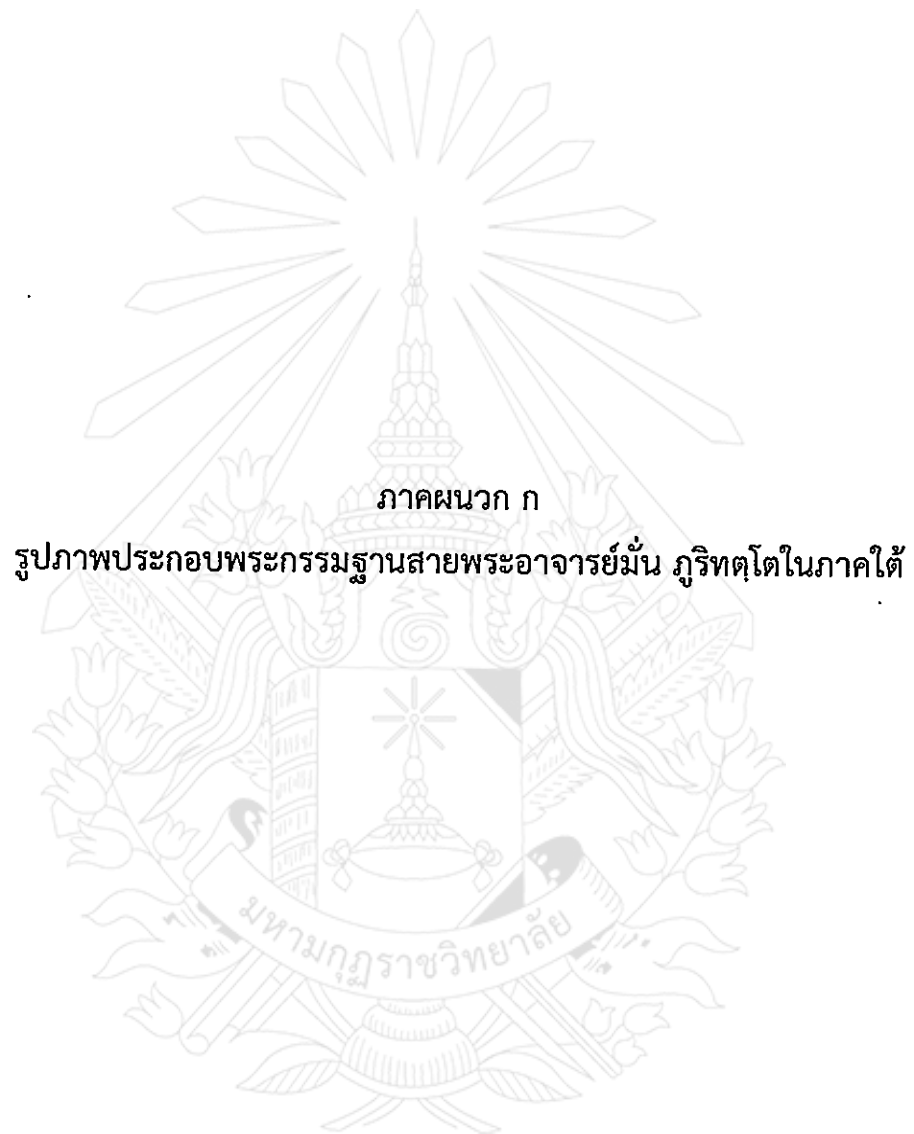 ภาคผนวก ก
รูปภาพประกอบพระกรรมฐานสายพระอาจารย์มั่น ภูริทตฺโตในภาคใต้
มหามกุฏราชวิทยาลัย